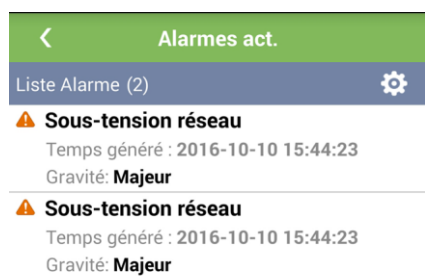 Alarmes act.
Liste Alarme (2)
Sous-tension réseau
Temps généré : 2016-10-10 15:44:23
Gravité: Majeur
Sous-tension réseau
Temps généré : 2016-10-10 15:44:23
Gravité: Majeur